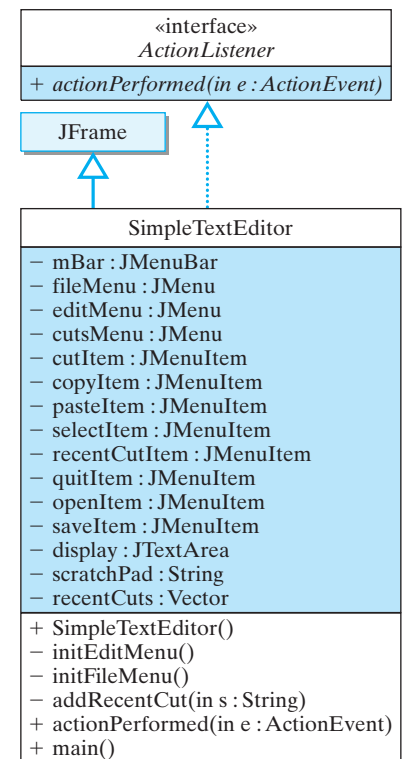 «interface»
ActionListener
+ actionPerformed(in e : ActionEvent)
JFrame
SimpleTextEditor
− mBar : JMenuBar
− fileMenu : JMenu
− editMenu : JMenu
− cutsMenu : JMenu
− cutItem : JMenuItem
− copyItem : JMenuItem
− pasteItem : JMenuItem
− selectItem : JMenuItem
− recentCutItem : JMenuItem
− quitItem : JMenuItem
− openItem : JMenuItem
− saveItem : JMenuItem
− display : JTextArea
− scratchPad : String
− recentCuts : Vector
+ SimpleTextEditor()
− initEditMenu()
− initFileMenu()
− addRecentCut(in s : String)
+ actionPerformed(in e : ActionEvent)
+ main()